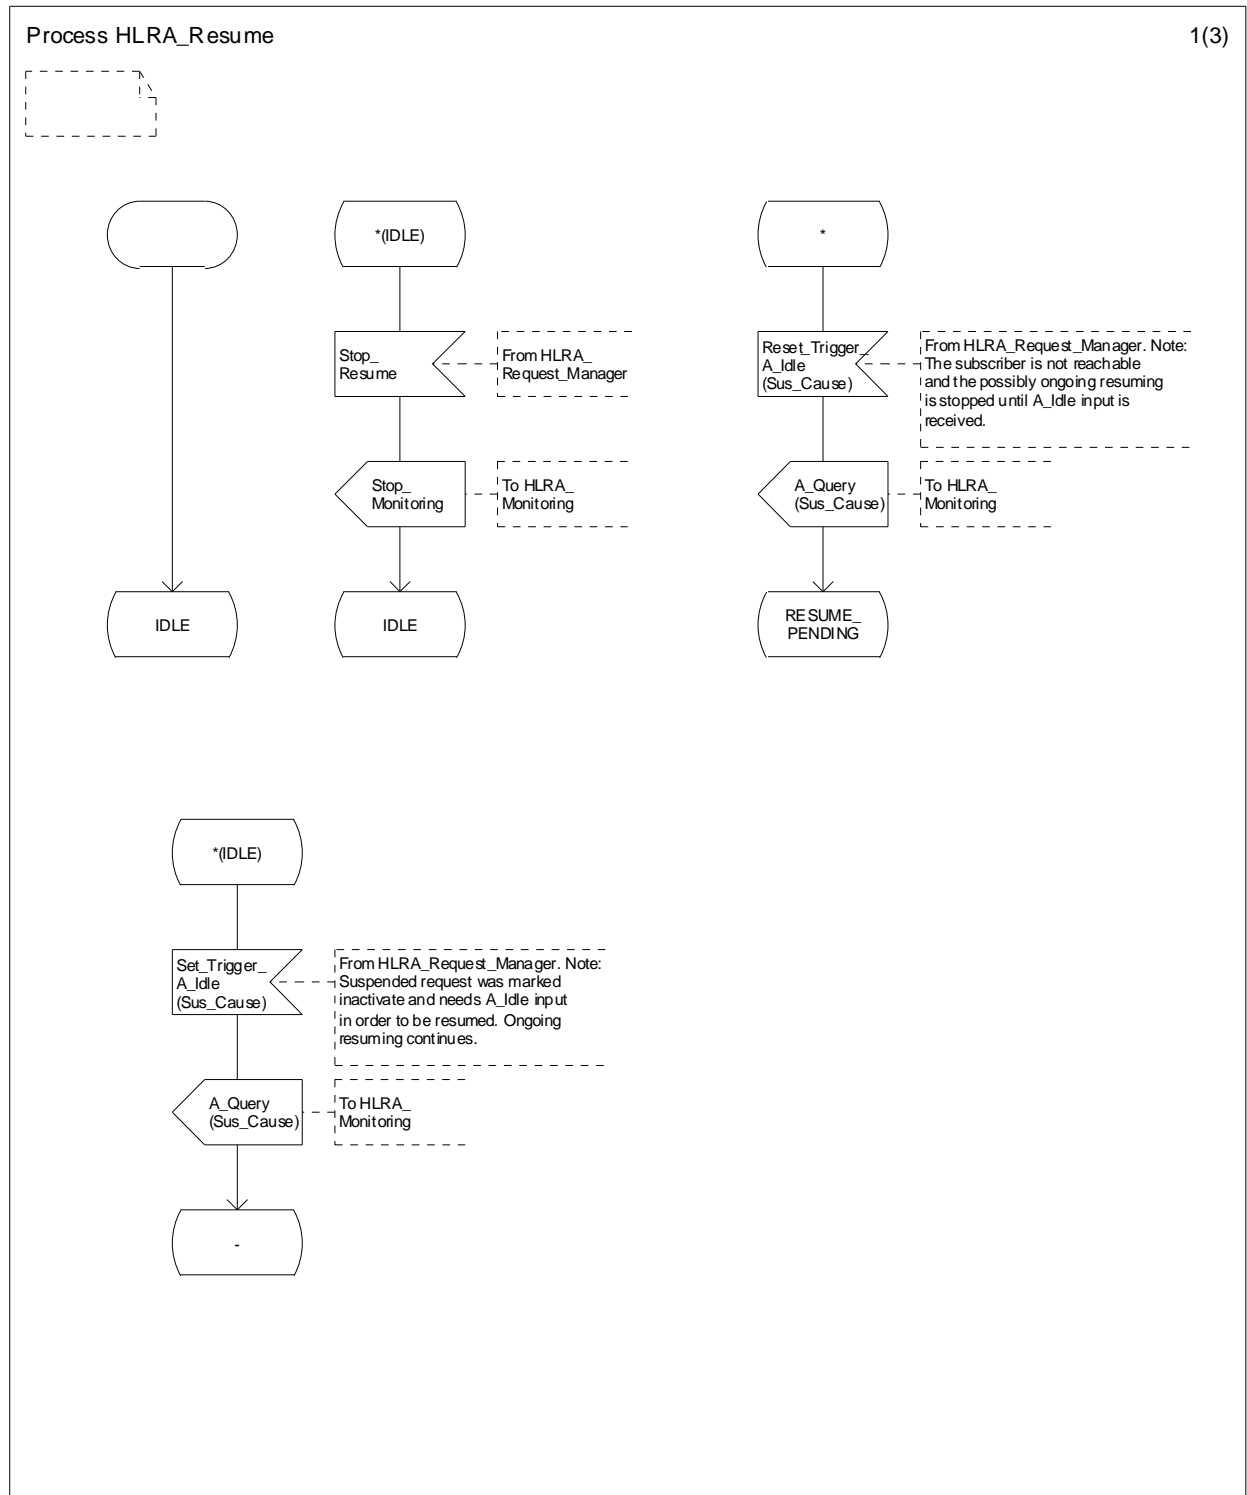 Process HLRA_Resume
1(3)
*(IDLE)
*
Stop_
Resume
From HLRA_
Request_Manager
Reset_Trigger_
A_Idle
(Sus_Cause)
From HLRA_Request_Manager. Note:
The subscriber is not reachable
and the possibly ongoing resuming
is stopped until A_Idle input is
received.
Stop_
Monitoring
To HLRA_
Monitoring
A_Query
(Sus_Cause)
To HLRA_
Monitoring
IDLE
IDLE
RESUME_
PENDING
*(IDLE)
Set_Trigger_
A_Idle
(Sus_Cause)
From HLRA_Request_Manager. Note:
Suspended request was marked
inactivate and needs A_Idle input
in order to be resumed. Ongoing
resuming continues.
A_Query
(Sus_Cause)
To HLRA_
Monitoring
-